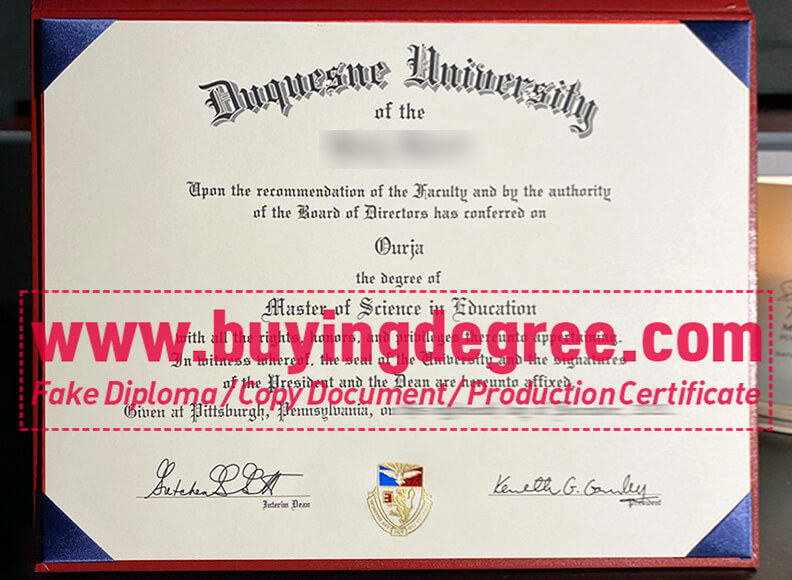 Duquesne University
of the
Upon the recommendation of the Faculty and by the authority
of the Board of Directors has conferred on
Ourja
the degree of
Master of Science in Education
with all the rights, honors, and privileges thereunto appertaining.
www.buyingdegree.com
In witness whereof, the seal of the University and the signatures
of the President and the Dean are hereunto affixed.
Fake Diploma / Copy Document / Production Certificate
Given at Pittsburgh, Pennsylvania, on
Interim Dean
Kenneth G. Gormley
President